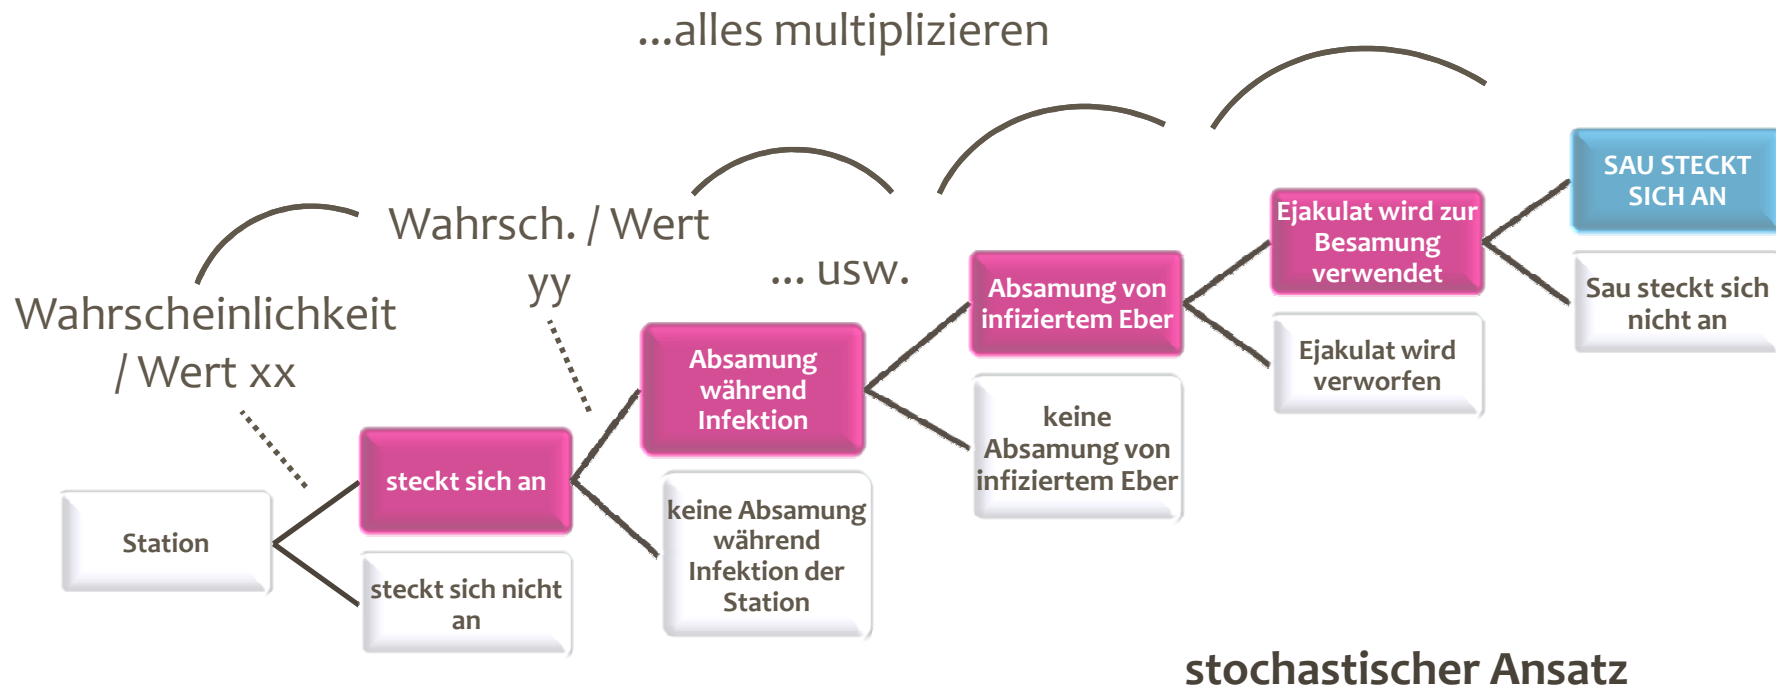 ...alles multiplizieren
Wahrscheinlichkeit
/ Wert xx
Wahrsch. / Wert
yy
... usw.
Station
steckt sich an
steckt sich nicht
an
Absamung
während
Infektion
keine Absamung
während
Infektion der
Station
Absamung von
infiziertem Eber
keine
Absamung von
infiziertem Eber
Ejakulat wird zur
Besamung
verwendet
Ejakulat wird
verworfen
SAU STECKT
SICH AN
Sau steckt sich
nicht an
stochastischer Ansatz